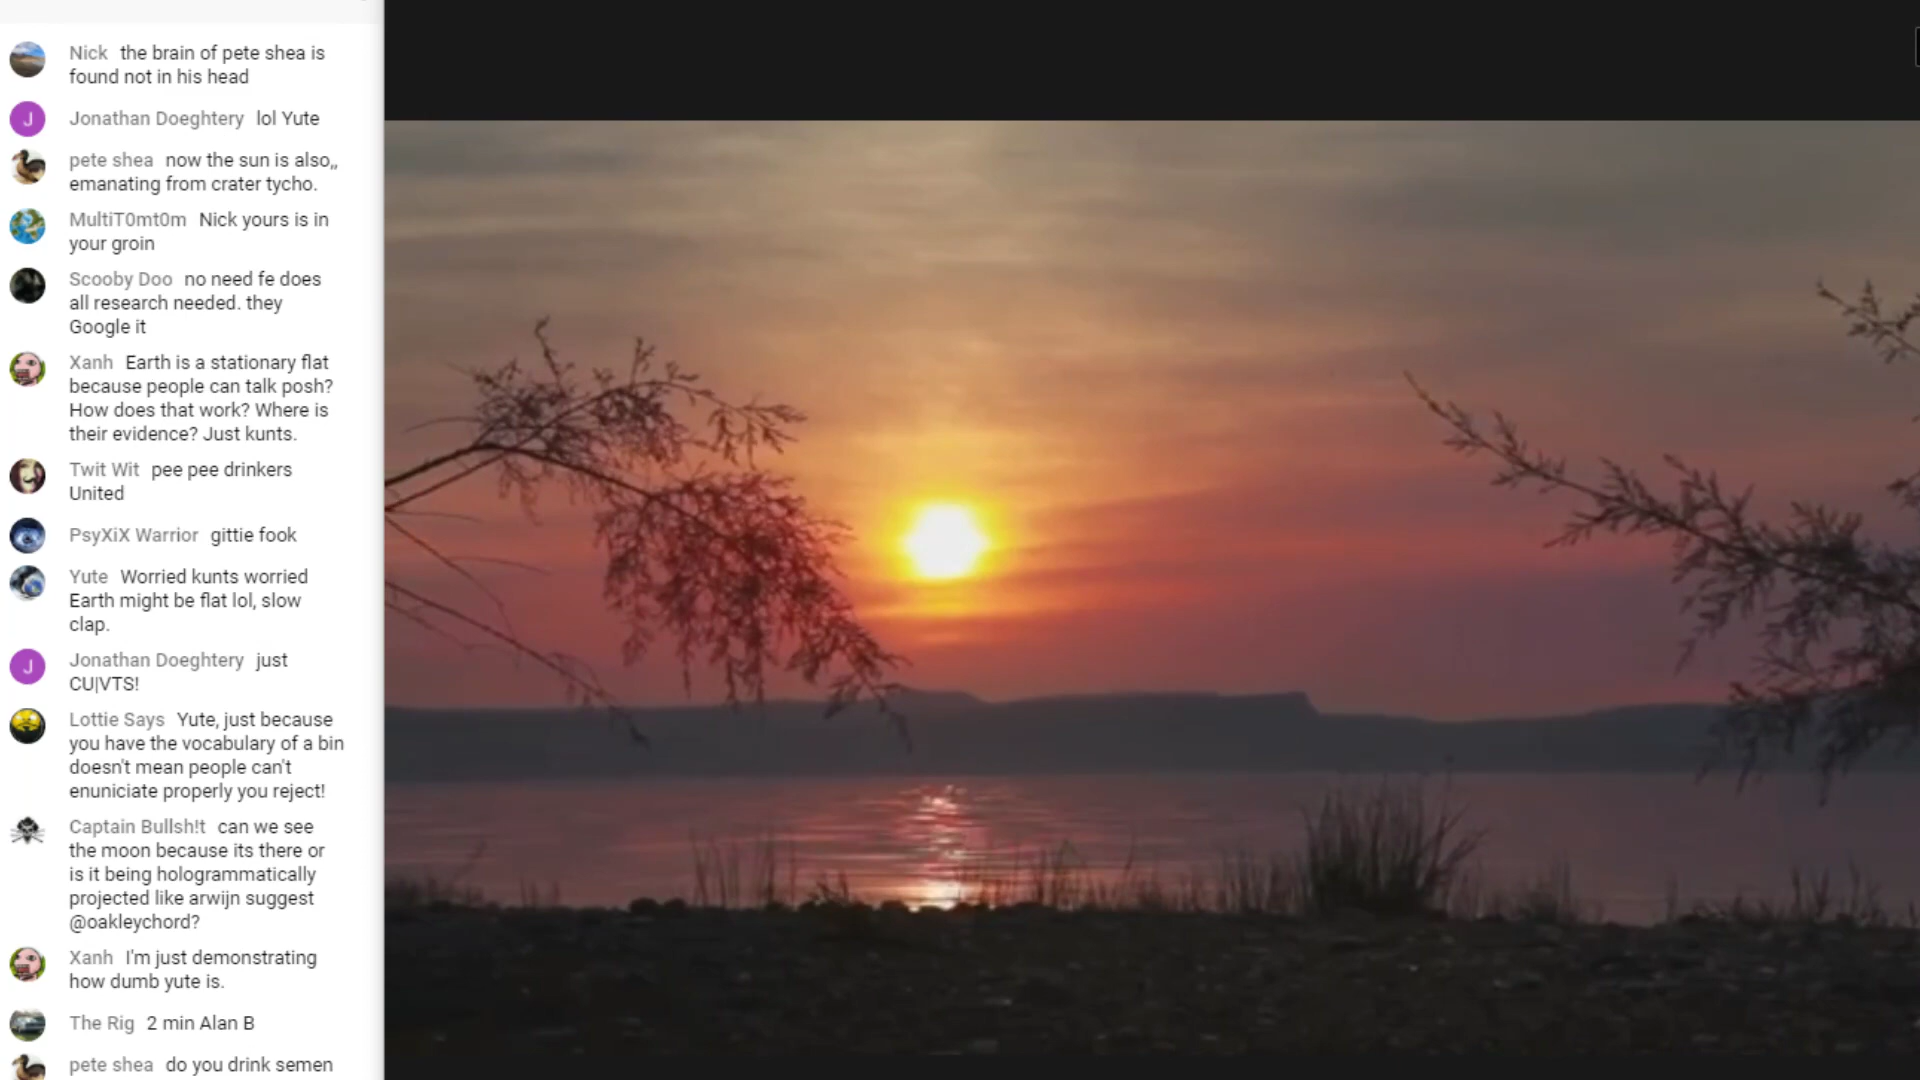 Nick the brain of pete shea is
found not in his head
J Jonathan Doeghtery lol Yute
pete shea now the sun is also,,
emanating from crater tycho.
MultiT0mt0m Nick yours is in
your groin
Scooby Doo no need fe does
all research needed. they
Google it
Xanh Earth is a stationary flat
because people can talk posh?
How does that work? Where is
their evidence? Just kunts.
Twit Wit pee pee drinkers
United
PsyXiX Warrior gittie fook
Yute Worried kunts worried
Earth might be flat lol, slow
clap.
J Jonathan Doeghtery just
CU|VTS!
Lottie Says Yute, just because
you have the vocabulary of a bin
doesn't mean people can't
enuniciate properly you reject!
Captain Bullsh!t can we see
the moon because its there or
is it being hologrammatically
projected like arwijn suggest
@oakleychord?
Xanh I'm just demonstrating
how dumb yute is.
The Rig 2 min Alan B
pete shea do you drink semen